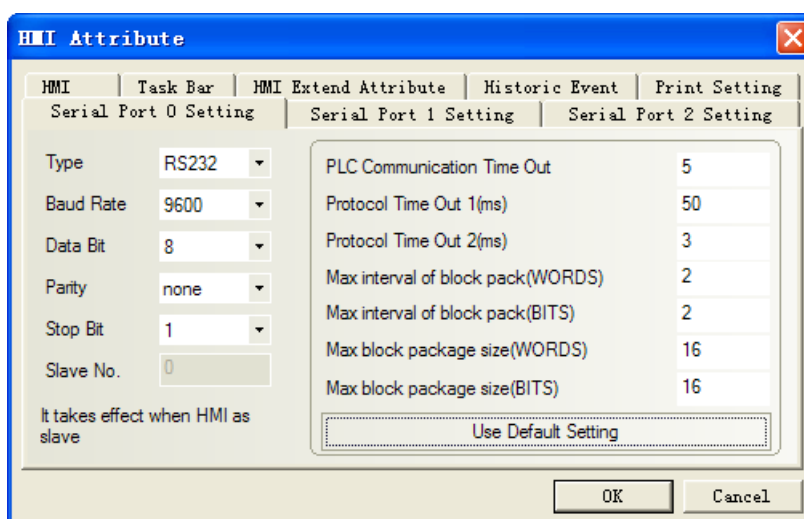 HMI Attribute
HMI
Task Bar
HMI Extend Attribute
Historic Event
Print Setting
Serial Port 0 Setting
Serial Port 1 Setting
Serial Port 2 Setting
Type RS232
Baud Rate 9600
Data Bit 8
Parity none
Stop Bit 1
Slave No. 0
It takes effect when HMI as
slave
PLC Communication Time Out 5
Protocol Time Out 1(ms) 50
Protocol Time Out 2(ms) 3
Max interval of block pack(WORDS) 2
Max interval of block pack(BITS) 2
Max block package size(WORDS) 16
Max block package size(BITS) 16
Use Default Setting
OK
Cancel